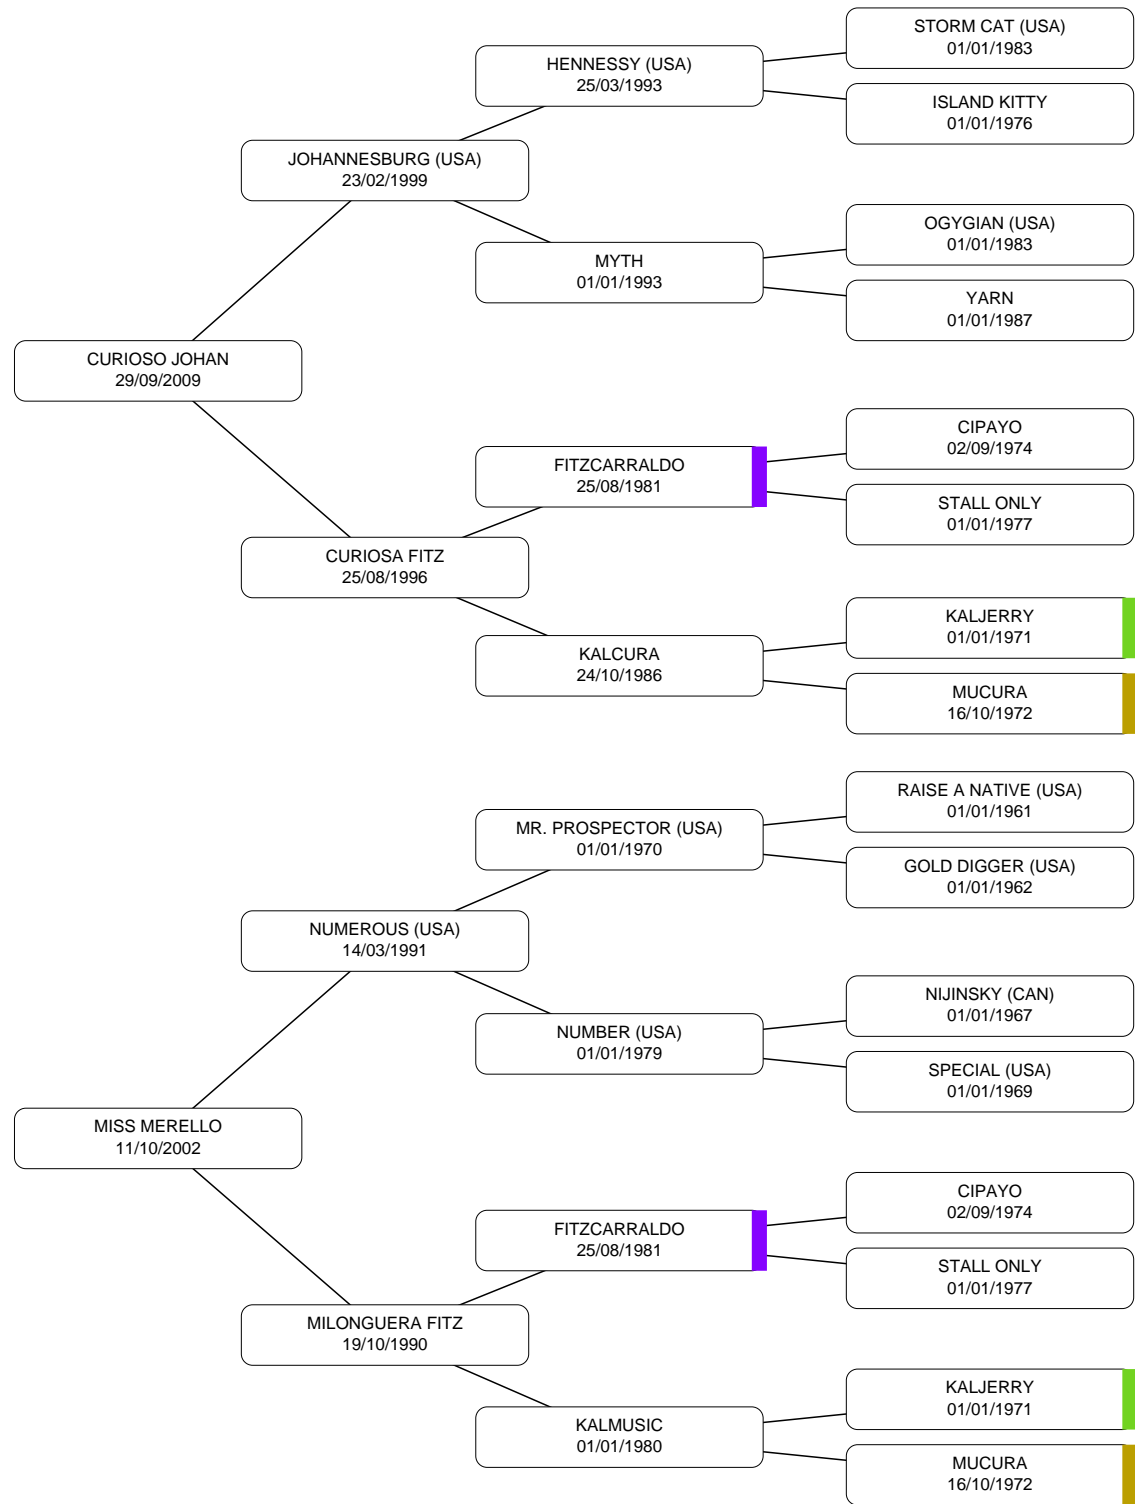 STORM CAT (USA)
01/01/1983
HENNESSY (USA)
25/03/1993
ISLAND KITTY
01/01/1976
JOHANNESBURG (USA)
23/02/1999
OGYGIAN (USA)
01/01/1983
MYTH
01/01/1993
YARN
01/01/1987
CURIOSO JOHAN
29/09/2009
CIPAYO
02/09/1974
FITZCARRALDO
25/08/1981
STALL ONLY
01/01/1977
CURIOSA FITZ
25/08/1996
KALJERRY
01/01/1971
KALCURA
24/10/1986
MUCURA
16/10/1972
RAISE A NATIVE (USA)
01/01/1961
MR. PROSPECTOR (USA)
01/01/1970
GOLD DIGGER (USA)
01/01/1962
NUMEROUS (USA)
14/03/1991
NIJINSKY (CAN)
01/01/1967
NUMBER (USA)
01/01/1979
SPECIAL (USA)
01/01/1969
MISS MERELLO
11/10/2002
CIPAYO
02/09/1974
FITZCARRALDO
25/08/1981
STALL ONLY
01/01/1977
MILONGUERA FITZ
19/10/1990
KALJERRY
01/01/1971
KALMUSIC
01/01/1980
MUCURA
16/10/1972